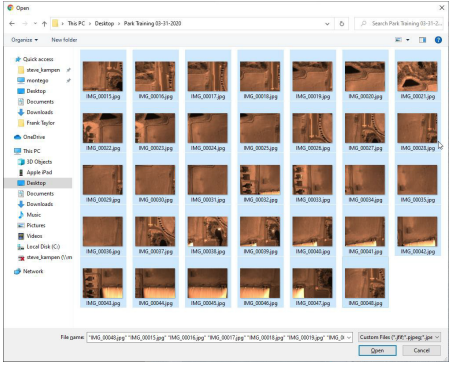 Open
This PC > Desktop > Park Training 03-31-2020
Search Park Training 03-31-2...
Organize
New folder
Quick access
steve_kampen
montego
Desktop
Documents
Downloads
Frank Taylor
OneDrive
This PC
3D Objects
Apple iPad
Desktop
Documents
Downloads
Music
Pictures
Videos
Local Disk (C:)
steve_kampen (\\m
Network
IMG_00015.jpg IMG_00016.jpg IMG_00017.jpg IMG_00018.jpg IMG_00019.jpg IMG_00020.jpg IMG_00021.jpg
IMG_00022.jpg IMG_00023.jpg IMG_00024.jpg IMG_00025.jpg IMG_00026.jpg IMG_00027.jpg IMG_00028.jpg
IMG_00029.jpg IMG_00030.jpg IMG_00031.jpg IMG_00032.jpg IMG_00033.jpg IMG_00034.jpg IMG_00035.jpg
IMG_00036.jpg IMG_00037.jpg IMG_00038.jpg IMG_00039.jpg IMG_00040.jpg IMG_00041.jpg IMG_00042.jpg
IMG_00043.jpg IMG_00044.jpg IMG_00045.jpg IMG_00046.jpg IMG_00047.jpg IMG_00048.jpg
File name: "IMG_00048.jpg" "IMG_00015.jpg" "IMG_00016.jpg" "IMG_00017.jpg" "IMG_00018.jpg" "IMG_00019.jpg" "IMG_0(
Custom Files (*.jfif;*.pjpeg;*.jpe
Open
Cancel